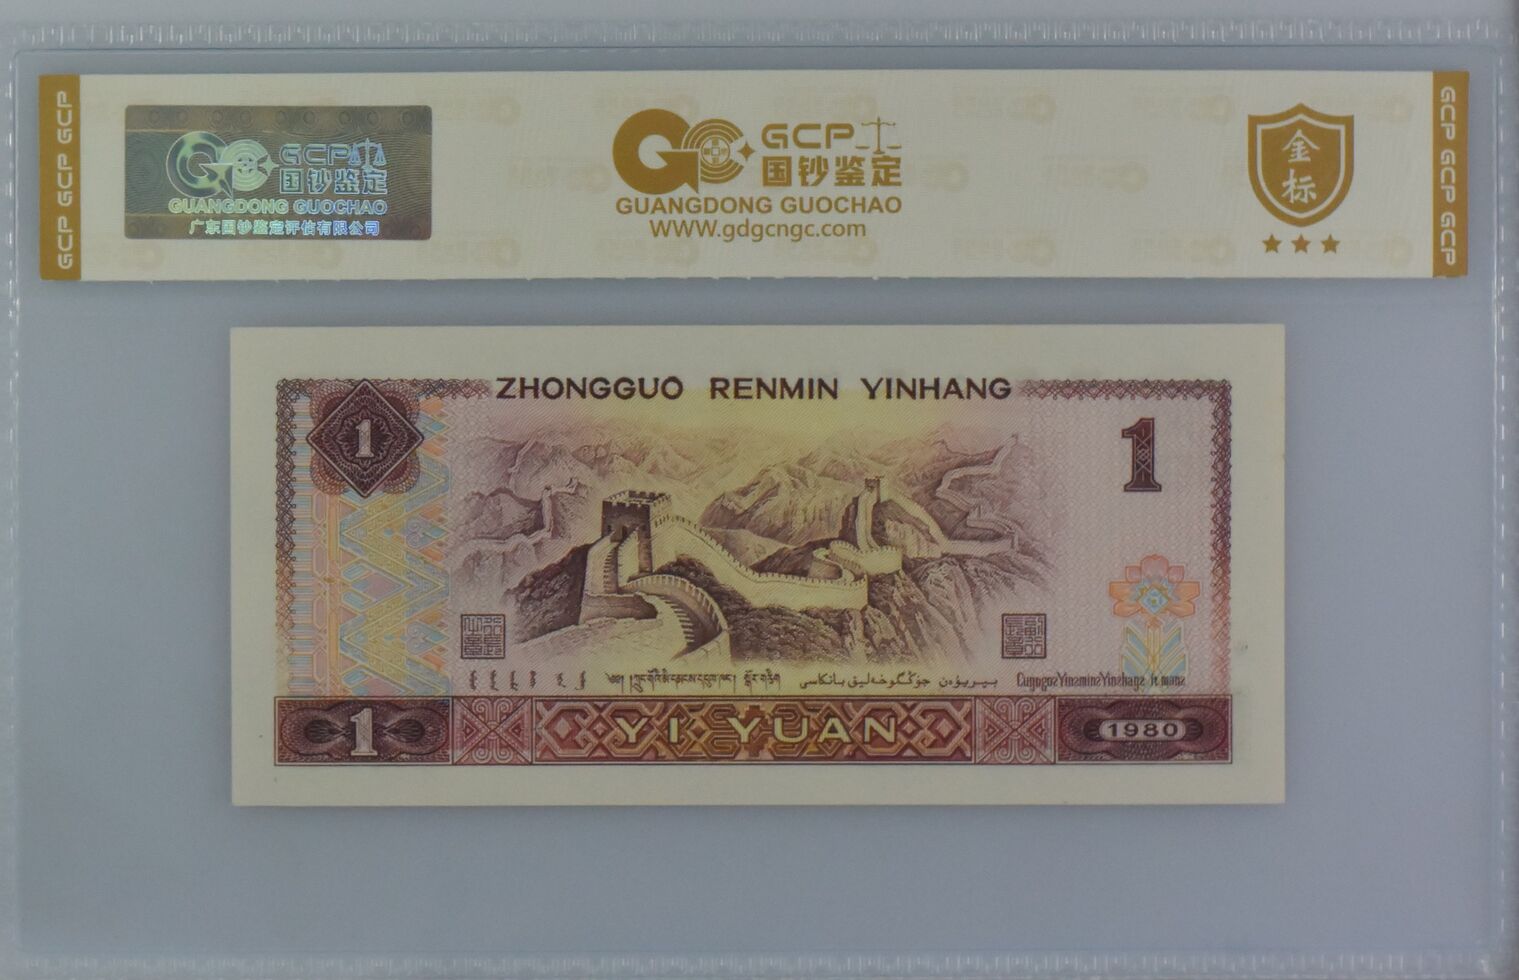 GCP GCP GCP
GCP
国钞鉴定
GUANGDONG GUOCHAO
广东国钞鉴定评估有限公司
GCP
国钞鉴定
GUANGDONG GUOCHAO
WWW.gdgcngc.com
金标
GCP GCP GCP
ZHONGGUO RENMIN YINHANG
1
1
1
YI YUAN
1980